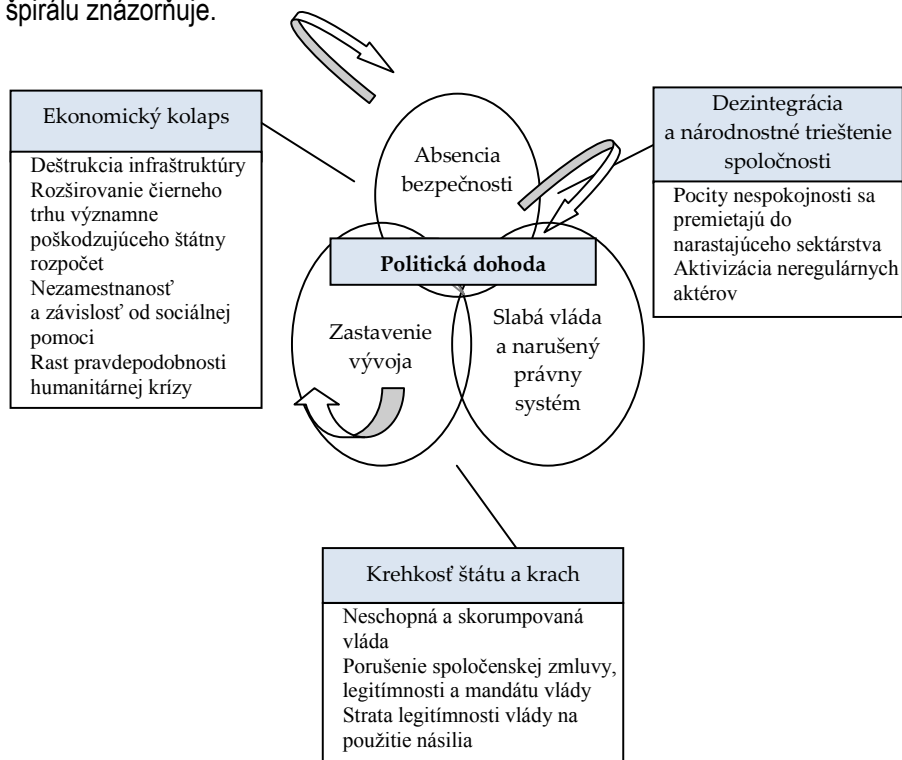 špirálu znázorňuje.
Ekonomický kolaps
Deštrukcia infraštruktúry
Rozširovanie čierneho
trhu významne
poškodzujúceho štátny
rozpočet
Nezamestnanosť
a závislosť od sociálnej
pomoci
Rast pravdepodobnosti
humanitárnej krízy
Absencia
bezpečnosti
Dezintegrácia
a národnostné trieštenie
spoločnosti
Pocity nespokojnosti sa
premietajú do
narastajúceho sektárstva
Aktivizácia neregulárnych
aktérov
Politická dohoda
Zastavenie
vývoja
Slabá vláda
a narušený
právny
systém
Krehkosť štátu a krach
Neschopná a skorumpovaná
vláda
Porušenie spoločenskej zmluvy,
legitímnosti a mandátu vlády
Strata legitímnosti vlády na
použitie násilia